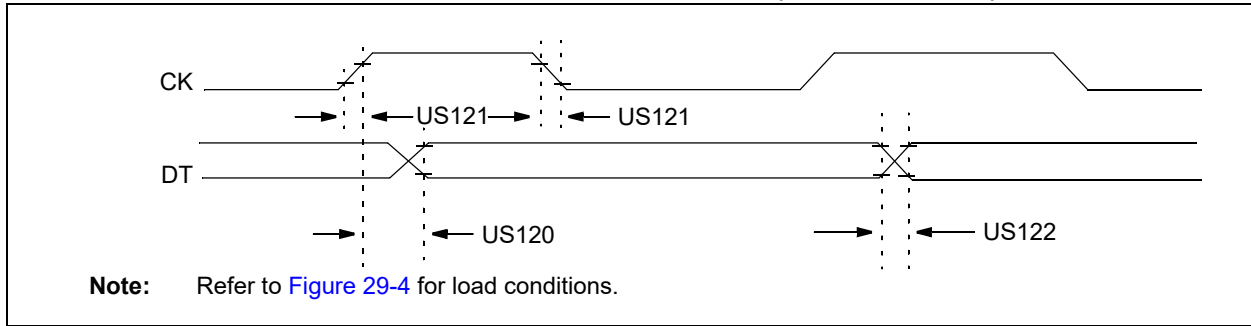 CK
US121 US121
DT
US120 US122
Note: Refer to Figure 29-4 for load conditions.